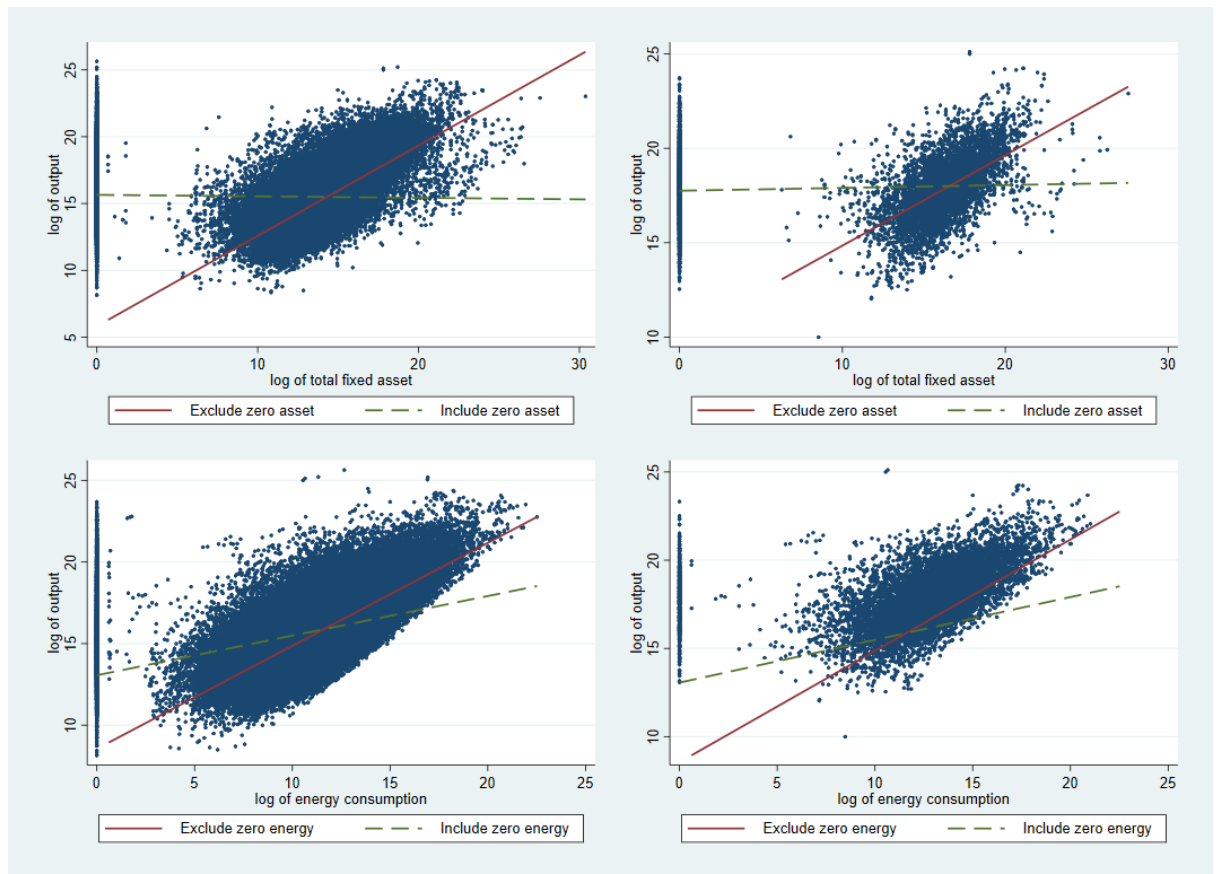 25
20
15
10
5
log of output
0 10 20 30
log of total fixed asset
Exclude zero asset Include zero asset
25
20
15
10
log of output
0 10 20 30
log of total fixed asset
Exclude zero asset Include zero asset
25
20
15
10
log of output
0 5 10 15 20 25
log of energy consumption
Exclude zero energy Include zero energy
25
20
15
10
log of output
0 5 10 15 20 25
log of energy consumption
Exclude zero energy Include zero energy